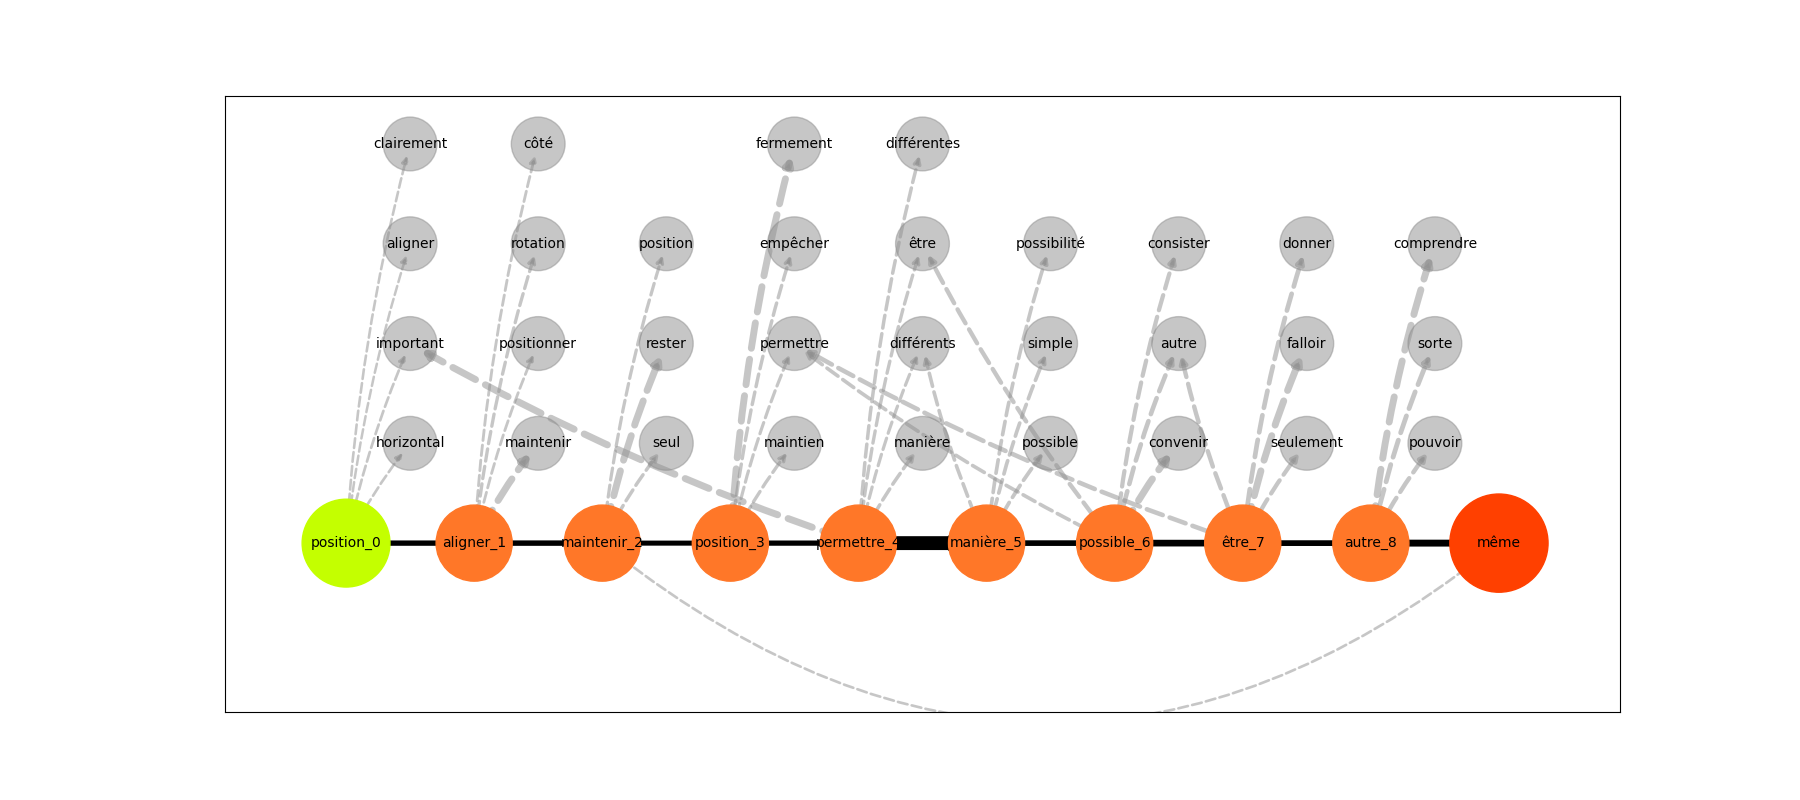 clairement côté fermement différentes
aligner rotation position empêcher être possibilité consister donner comprendre
important positionner rester permettre différents simple autre falloir sorte
horizontal maintenir seul maintien manière possible convenir seulement pouvoir
position_0 aligner_1 maintenir_2 position_3 permettre_4 manière_5 possible_6 être_7 autre_8 même